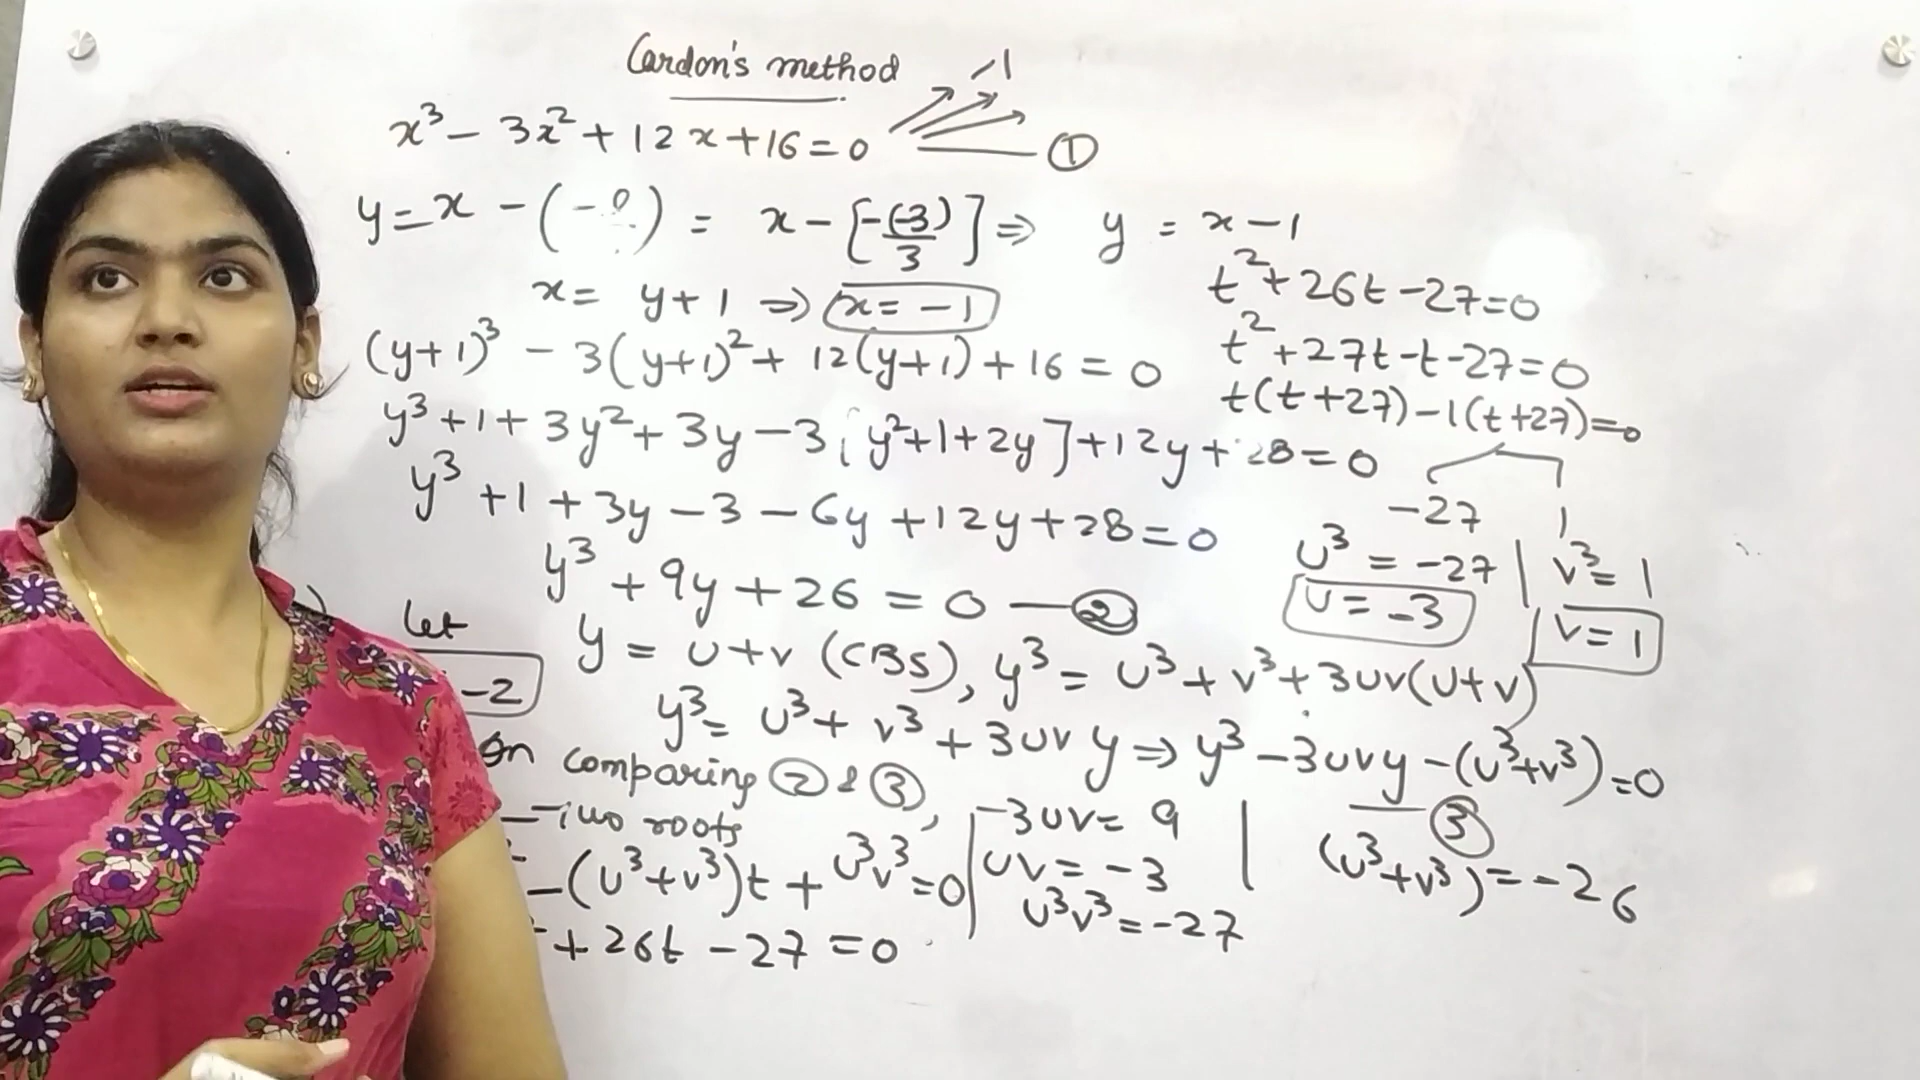 Cardon's method
x³ - 3x² + 12x + 16 = 0 — ①
-1
y = x - (-) = x - [-(-3)/3] ⇒ y = x - 1
x = y + 1 ⇒ x = -1
(y+1)³ - 3(y+1)² + 12(y+1) + 16 = 0
y³ + 1 + 3y² + 3y - 3[y² + 1 + 2y] + 12y + 28 = 0
y³ + 1 + 3y - 3 - 6y + 12y + 28 = 0
y³ + 9y + 26 = 0 — ②
let y = u+v (CBS), y³ = u³ + v³ + 3uv(u+v)
-2
y³ = u³ + v³ + 3uvy ⇒ y³ - 3uvy - (u³+v³) = 0
— ③
On comparing ② & ③,
-3uv = 9
uv = -3
u³v³ = -27
(u³+v³) = -26
two roots
-(u³+v³)t + u³v³ = 0
+ 26t - 27 = 0
t² + 26t - 27 = 0
t² + 27t - t - 27 = 0
t(t+27) - 1(t+27) = 0
-27 1
u³ = -27 | v³ = 1
u = -3 v = 1